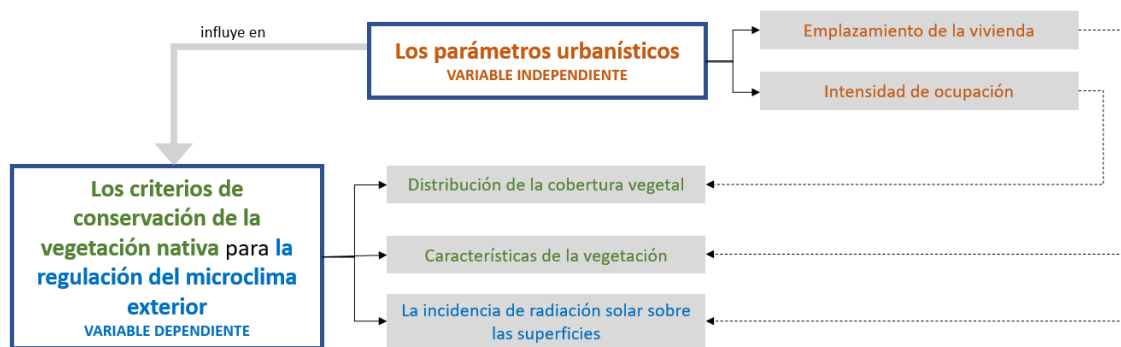 influye en
Los parámetros urbanísticos
VARIABLE INDEPENDIENTE
Emplazamiento de la vivienda
Intensidad de ocupación
Los criterios de
conservación de la
vegetación nativa para la
regulación del microclima
exterior
VARIABLE DEPENDIENTE
Distribución de la cobertura vegetal
Características de la vegetación
La incidencia de radiación solar sobre
las superficies